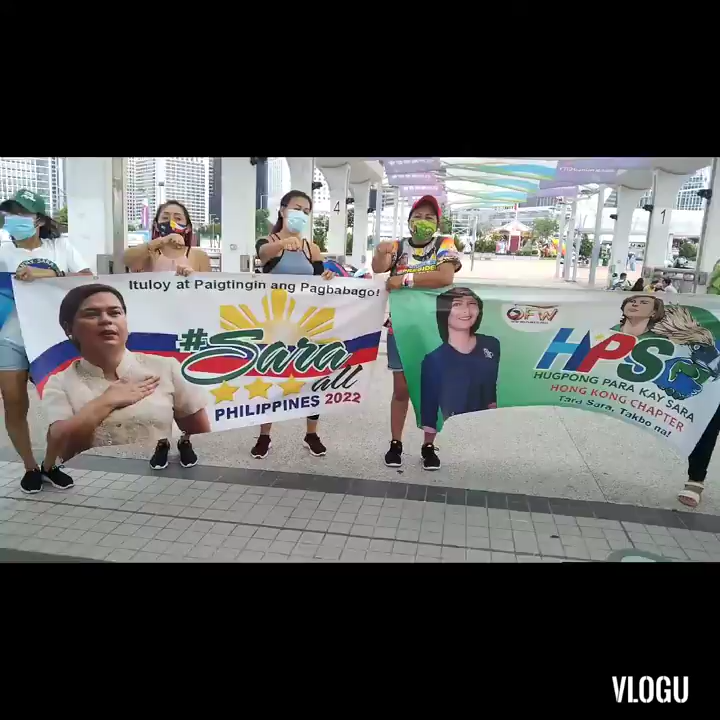 4
1
Ituloy at Paigtingin ang Pagbabago!
#Sara
all
PHILIPPINES 2022
OFW
HPS
HUGPONG PARA KAY SARA
HONG KONG CHAPTER
Tara Sara, Takbo na!
VLOGU